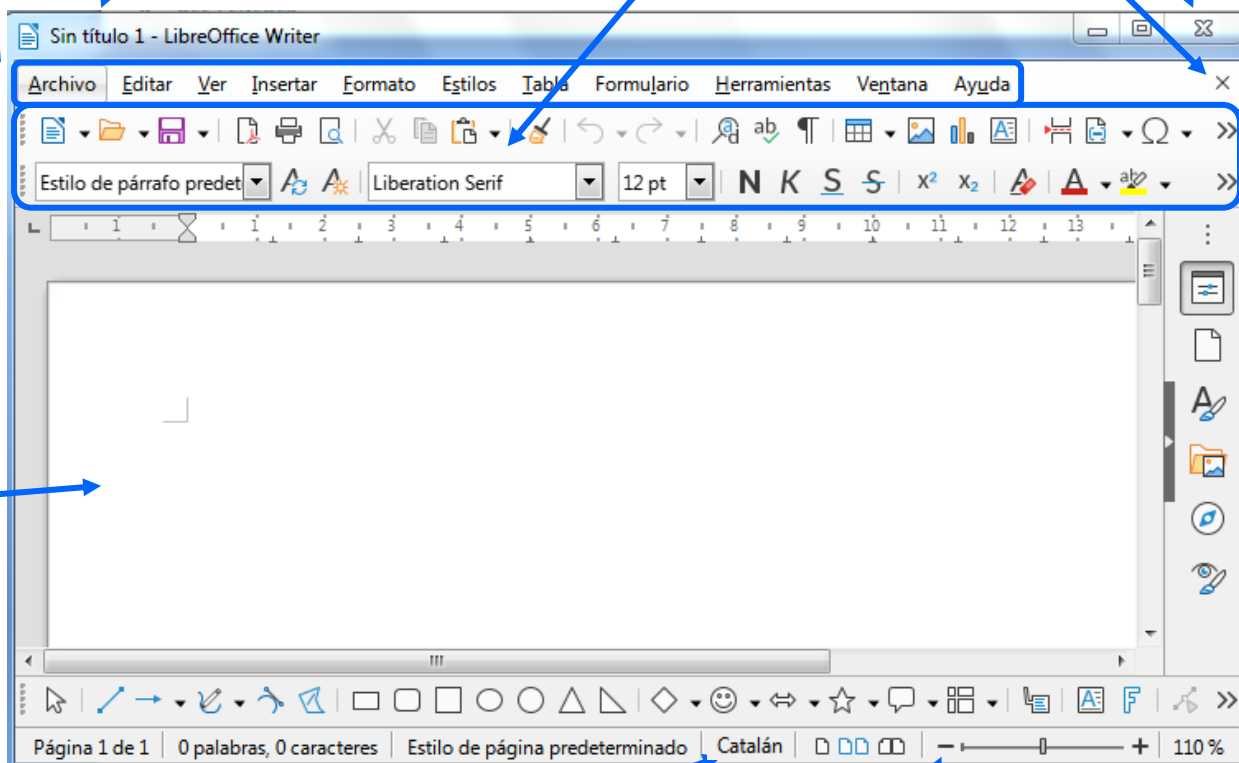 Sin título 1 - LibreOffice Writer
Archivo Editar Ver Insertar Formato Estilos Tabla Formulario Herramientas Ventana Ayuda
Estilo de párrafo predet Liberation Serif 12 pt N K S S X² X₂ A
1 1 2 3 4 5 6 7 8 9 10 11 12 13
Página 1 de 1 0 palabras, 0 caracteres Estilo de página predeterminado Catalán 110 %